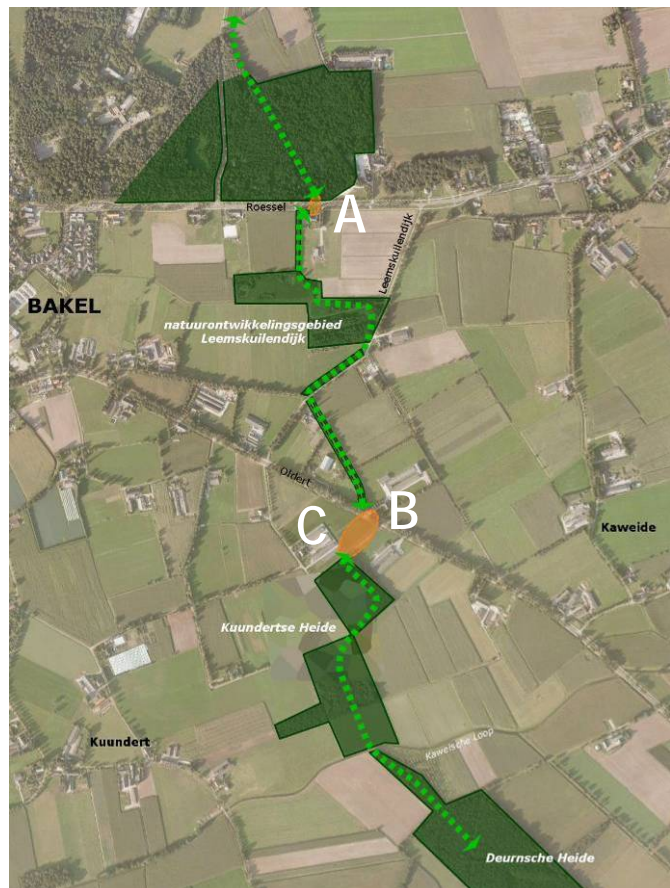 Roessel
A
Leemskuilendijk
BAKEL
natuurontwikkelingsgebied
Leemskuilendijk
Oldert
C
B
Kaweide
Kuundertse Heide
Kuundert
Kaweische Loop
Deurnsche Heide